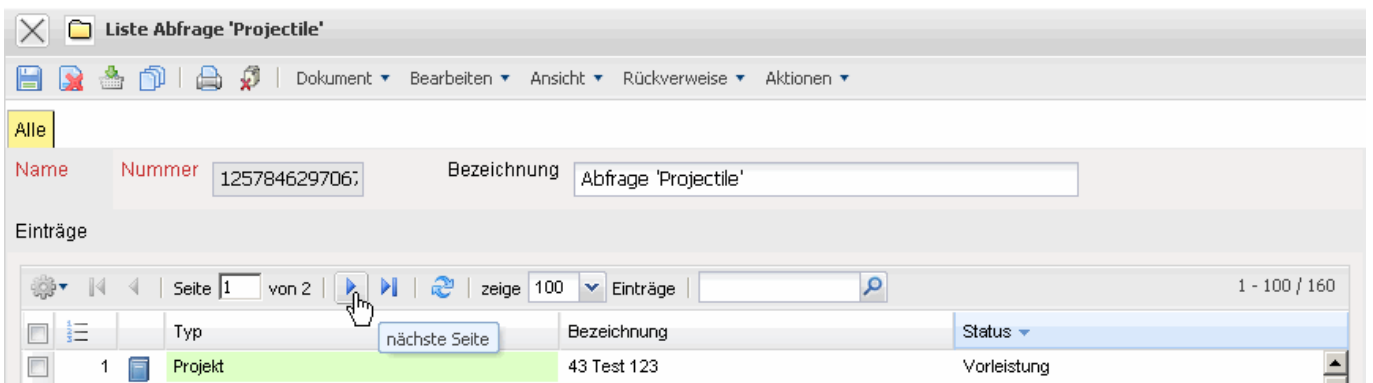 Liste Abfrage 'Projectile'
Dokument Bearbeiten Ansicht Rückverweise Aktionen
Alle
Name Nummer 1257846297067 Bezeichnung Abfrage 'Projectile'
Einträge
Seite 1 von 2 zeige 100 Einträge 1 - 100 / 160
Typ Bezeichnung Status
nächste Seite
1 Projekt 43 Test 123 Vorleistung